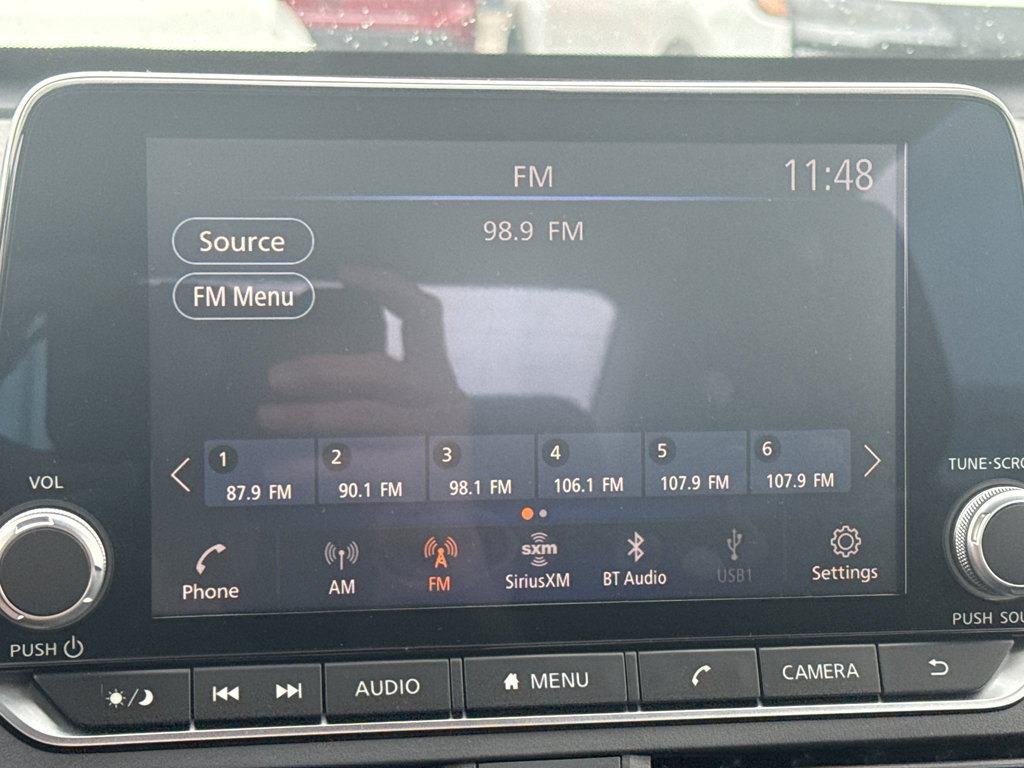 FM
11:48
Source
98.9 FM
FM Menu
1
2
3
4
5
6
87.9 FM
90.1 FM
98.1 FM
106.1 FM
107.9 FM
107.9 FM
VOL
TUNE·SCRO
Phone
AM
FM
sxm
SiriusXM
BT Audio
USB1
Settings
PUSH
PUSH SOU
AUDIO
MENU
CAMERA